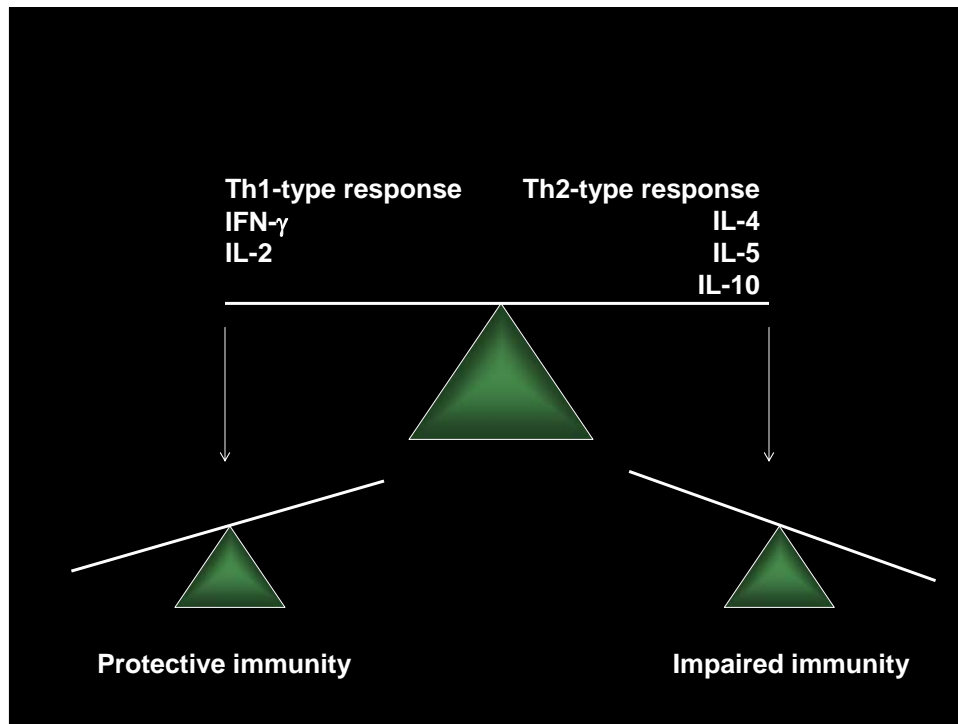 Th1-type response
IFN-γ
IL-2
Th2-type response
IL-4
IL-5
IL-10
Protective immunity
Impaired immunity